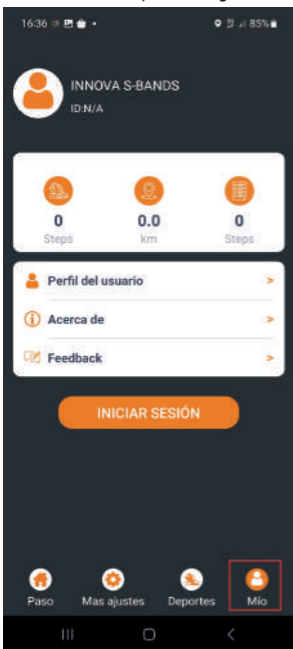 16:36
85%
INNOVA S-BANDS
ID:N/A
0 0.0 0
Steps km Steps
Perfil del usuario >
Acerca de >
Feedback >
INICIAR SESIÓN
Paso Mas ajustes Deportes Mío